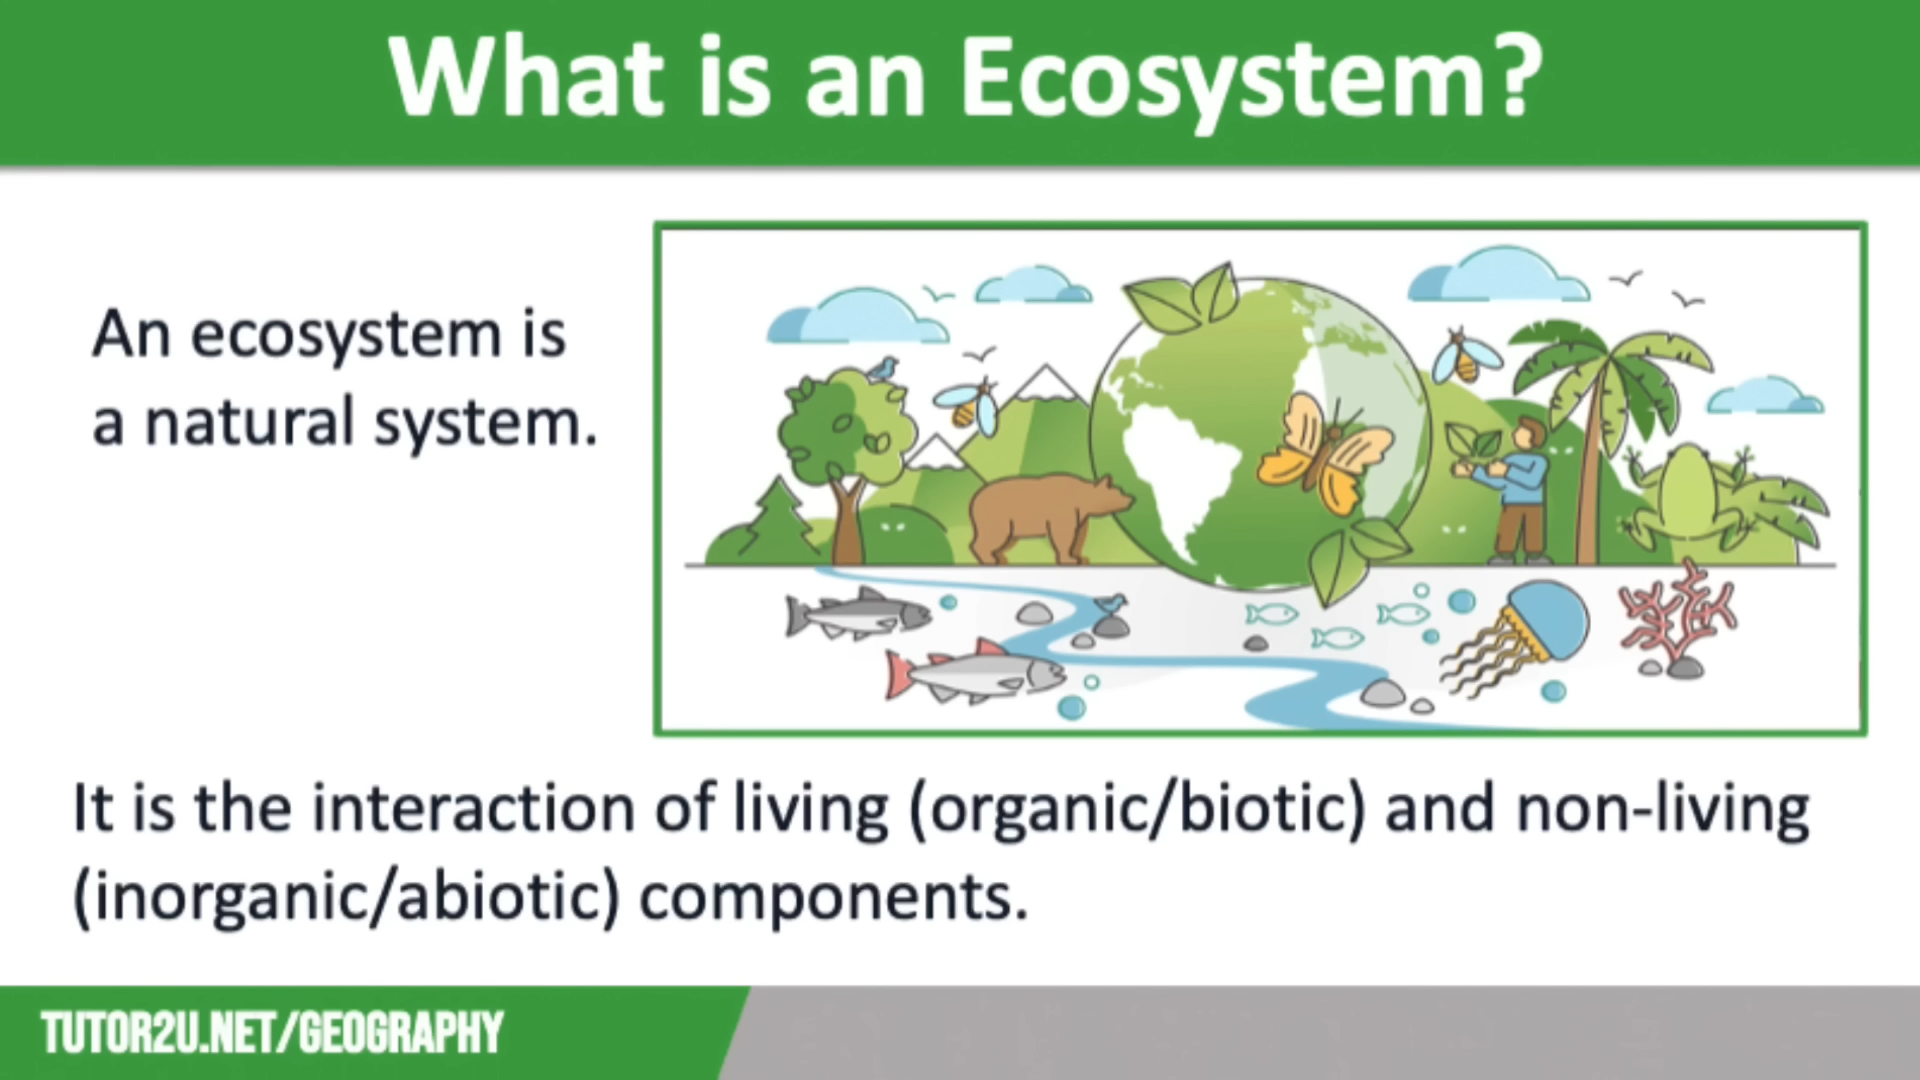 What is an Ecosystem?
An ecosystem is
a natural system.
It is the interaction of living (organic/biotic) and non-living
(inorganic/abiotic) components.
TUTOR2U.NET/GEOGRAPHY